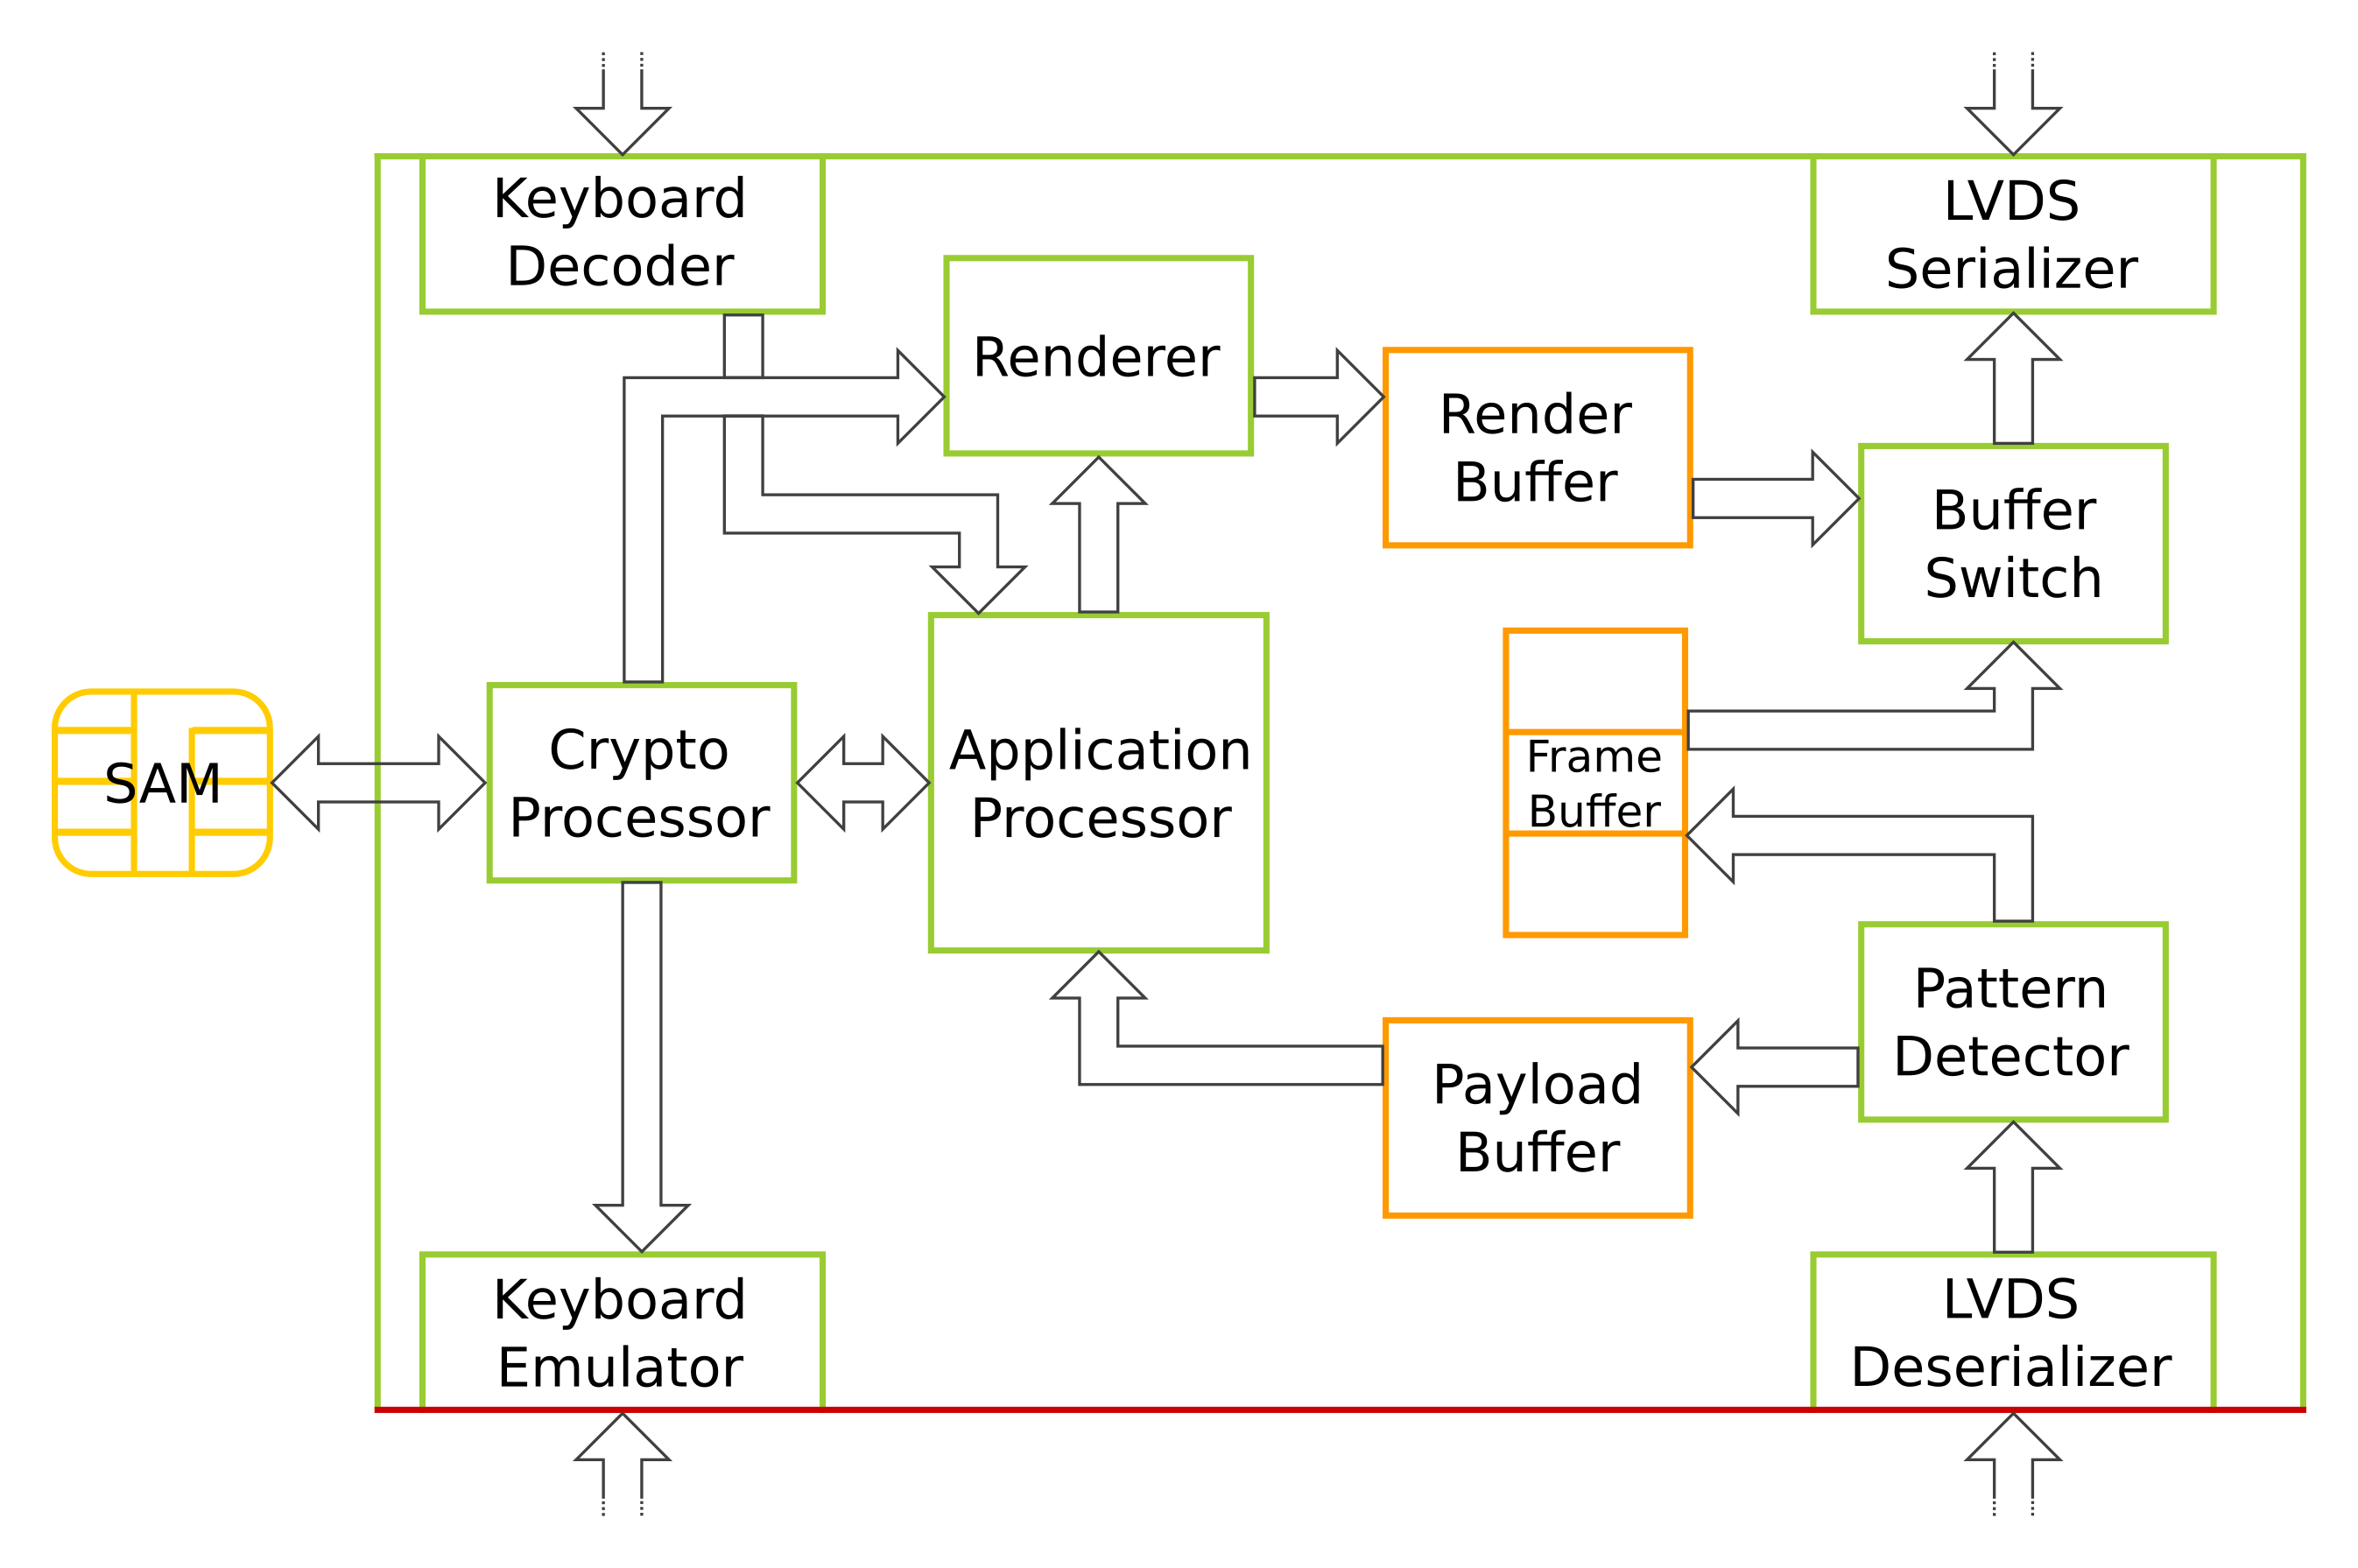 Keyboard
Decoder
LVDS
Serializer
Renderer
Render
Buffer
Buffer
Switch
SAM
Crypto
Processor
Application
Processor
Frame
Buffer
Pattern
Detector
Payload
Buffer
Keyboard
Emulator
LVDS
Deserializer